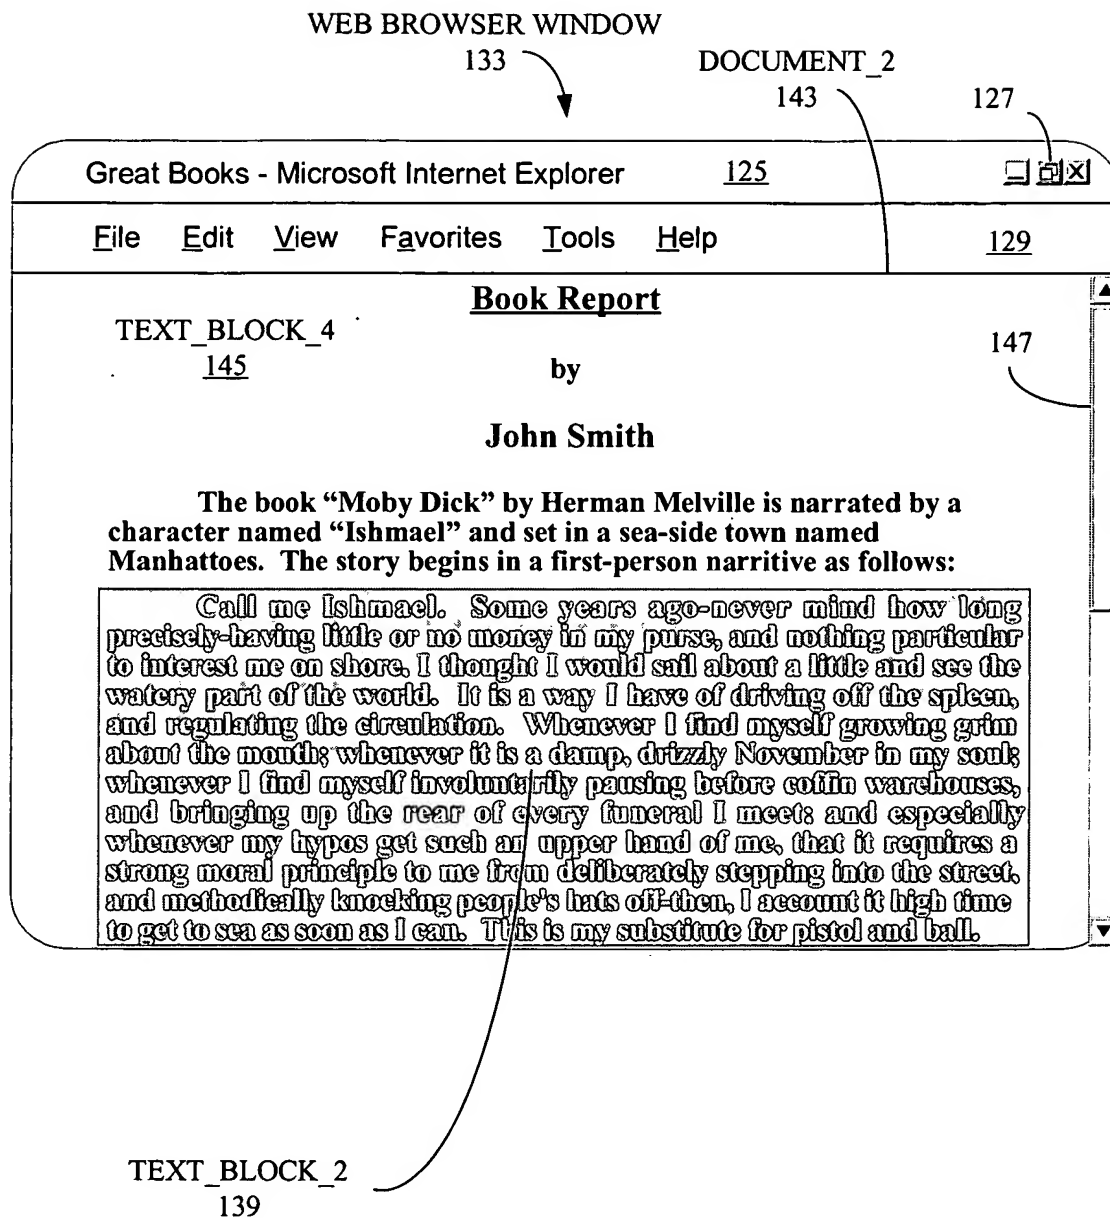 WEB BROWSER WINDOW
133
DOCUMENT_2
143
127
Great Books - Microsoft Internet Explorer 125
File Edit View Favorites Tools Help 129
Book Report
TEXT_BLOCK_4
145
147
by
John Smith
The book “Moby Dick” by Herman Melville is narrated by a
character named “Ishmael” and set in a sea-side town named
Manhattoes. The story begins in a first-person narritive as follows:
Call me Ishmael. Some years ago-never mind how long
precisely-having little or no money in my purse, and nothing particular
to interest me on shore, I thought I would sail about a little and see the
watery part of the world. It is a way I have of driving off the spleen,
and regulating the circulation. Whenever I find myself growing grim
about the mouth; whenever it is a damp, drizzly November in my soul;
whenever I find myself involuntarily pausing before coffin warehouses,
and bringing up the rear of every funeral I meet: and especially
whenever my hypos get such an upper hand of me, that it requires a
strong moral principle to me from deliberately stepping into the street,
and methodically knocking people's hats off-then, I account it high time
to get to sea as soon as I can. This is my substitute for pistol and ball.
TEXT_BLOCK_2
139